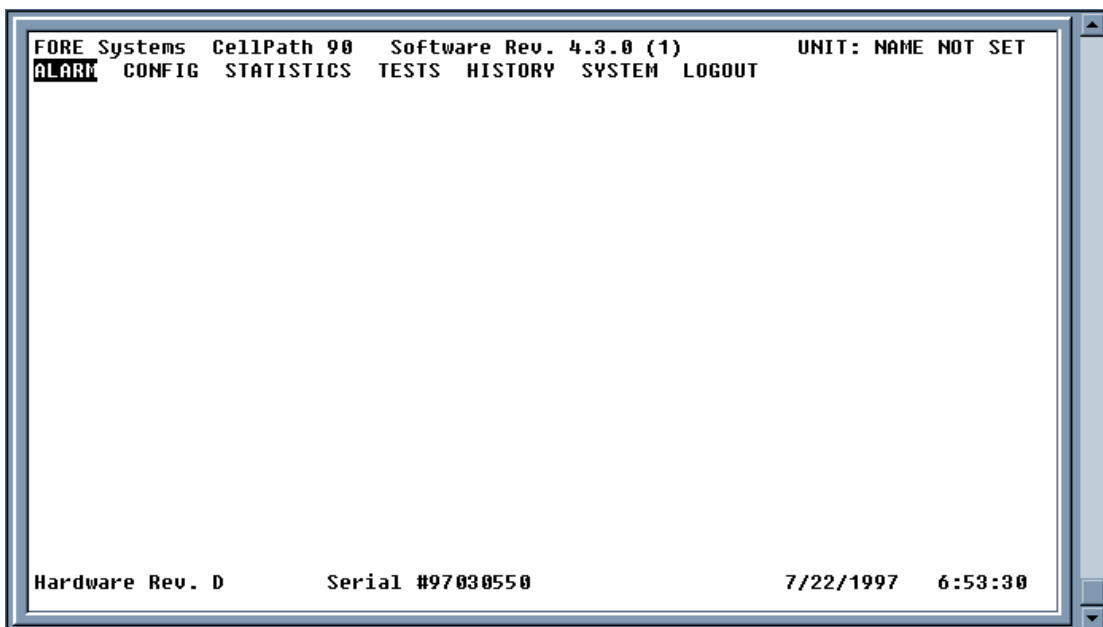 FORE Systems  CellPath 90   Software Rev. 4.3.0 (1)         UNIT: NAME NOT SET
ALARM  CONFIG  STATISTICS  TESTS  HISTORY  SYSTEM  LOGOUT
Hardware Rev. D        Serial #97030550                    7/22/1997   6:53:30